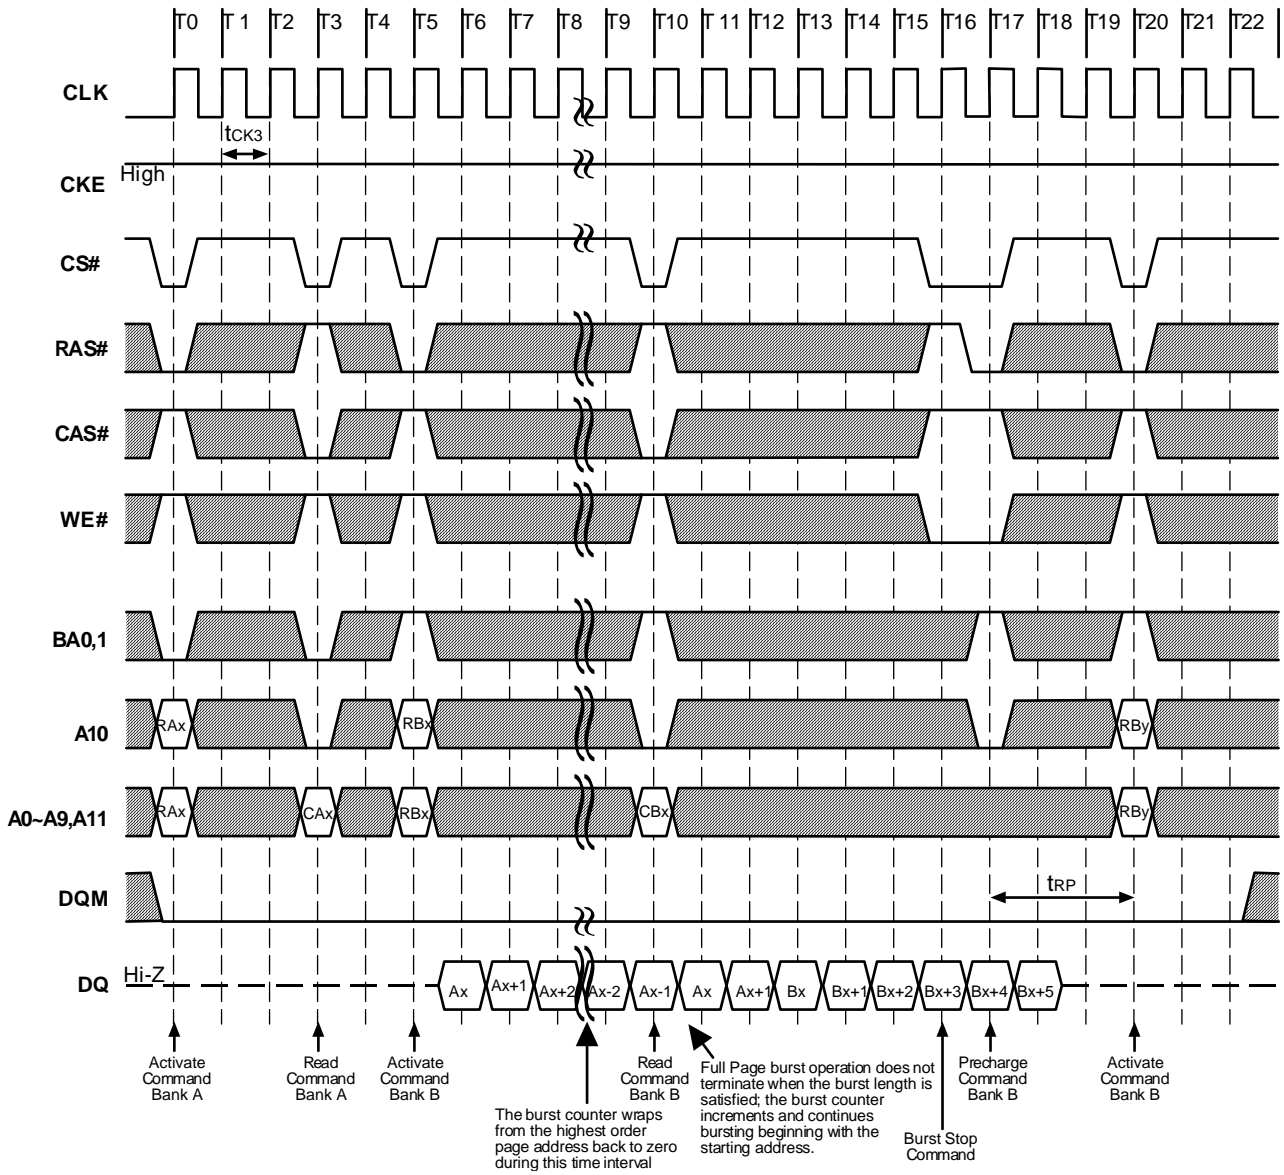 T0 T 1 T2 T3 T4 T5 T6 T7 T8 T9 T10 T 11 T12 T13 T14 T15 T16 T17 T18 T19 T20 T21 T22
CLK
tCK3
High
CKE
CS#
RAS#
CAS#
WE#
BA0,1
A10 RAx RBx RBy
A0~A9,A11 RAx CAx RBx CBx RBy
DQM
tRP
DQ Hi-Z Ax Ax+1 Ax+2 Ax-2 Ax-1 Ax Ax+1 Bx Bx+1 Bx+2 Bx+3 Bx+4 Bx+5
Activate
Command
Bank A
Read
Command
Bank A
Activate
Command
Bank B
The burst counter wraps
from the highest order
page address back to zero
during this time interval
Read
Command
Bank B
Full Page burst operation does not
terminate when the burst length is
satisfied; the burst counter
increments and continues
bursting beginning with the
starting address.
Burst Stop
Command
Precharge
Command
Bank B
Activate
Command
Bank B